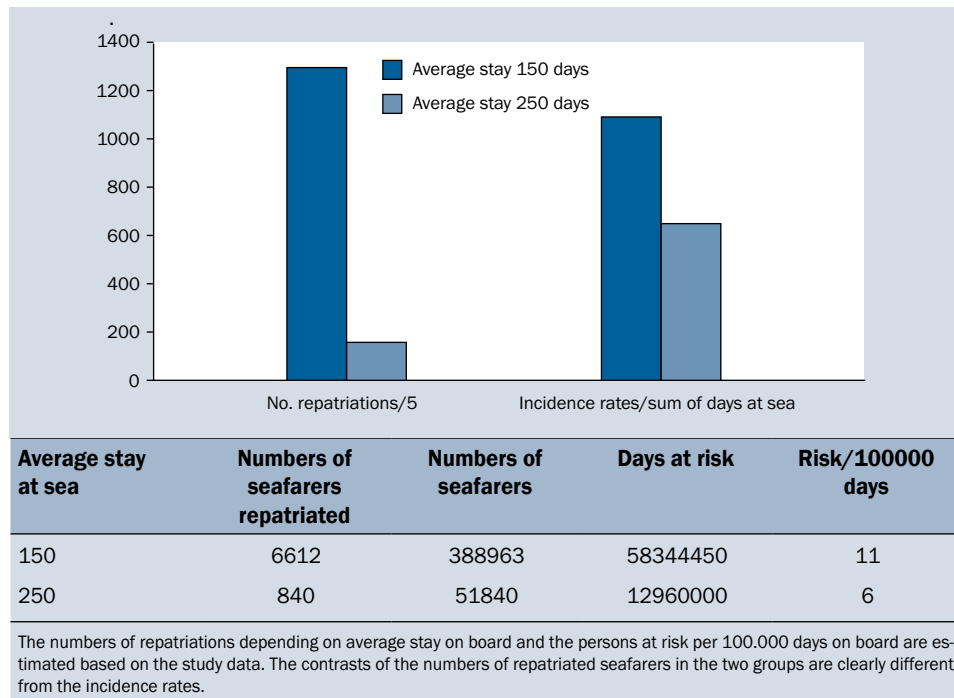 .
1400
1200
1000
800
600
400
200
0
Average stay 150 days
Average stay 250 days
No. repatriations/5
Incidence rates/sum of days at sea
Average stay at sea Numbers of seafarers repatriated Numbers of seafarers Days at risk Risk/100000 days
150 6612 388963 58344450 11
250 840 51840 12960000 6
The numbers of repatriations depending on average stay on board and the persons at risk per 100.000 days on board are es-
timated based on the study data. The contrasts of the numbers of repatriated seafarers in the two groups are clearly different
from the incidence rates.